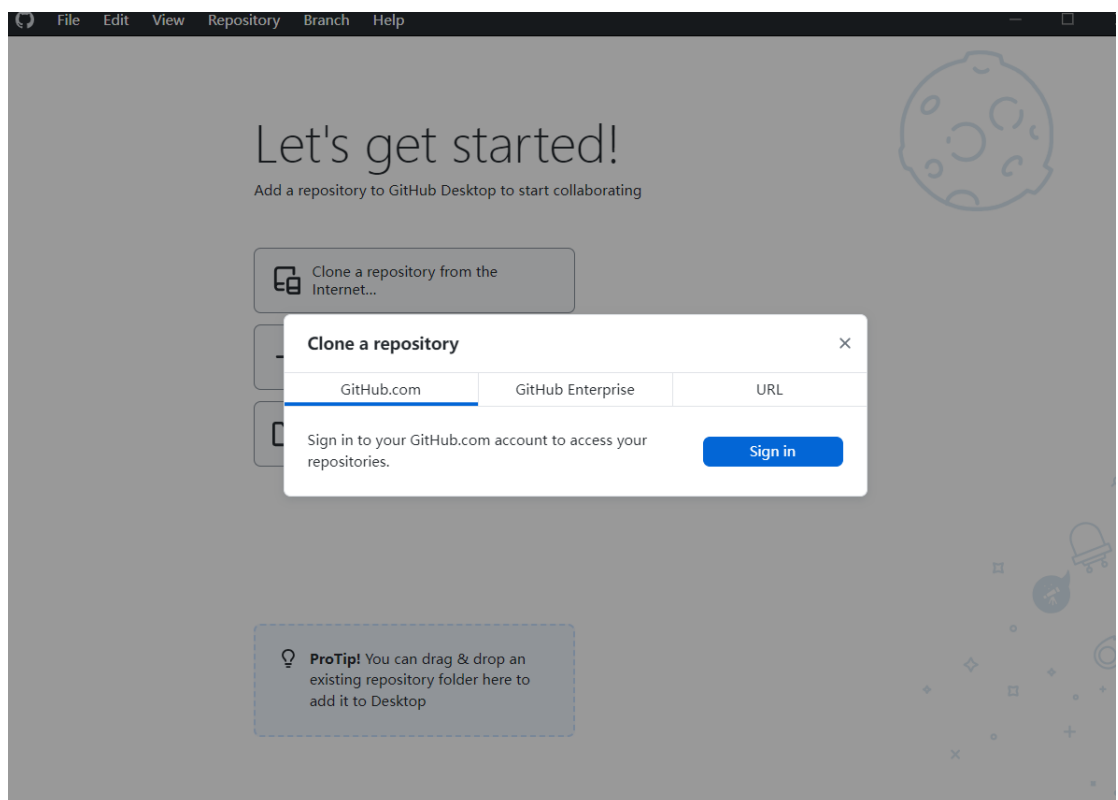 File Edit View Repository Branch Help
Let's get started!
Add a repository to GitHub Desktop to start collaborating
Clone a repository from the
Internet...
Clone a repository
GitHub.com GitHub Enterprise URL
Sign in to your GitHub.com account to access your
repositories.
Sign in
ProTip! You can drag & drop an
existing repository folder here to
add it to Desktop